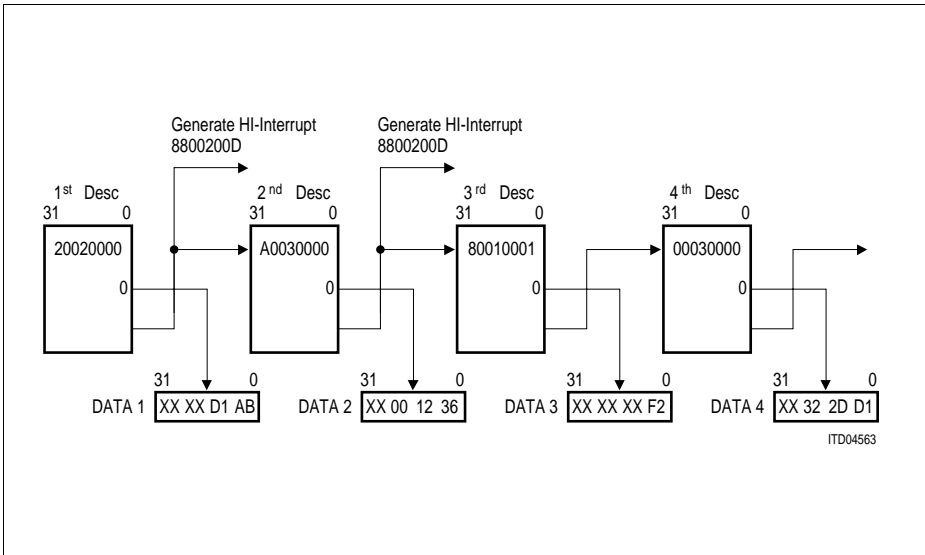 Generate HI-Interrupt Generate HI-Interrupt
8800200D 8800200D
1st Desc 2nd Desc 3rd Desc 4th Desc
31 0 31 0 31 0 31 0
20020000 A0030000 80010001 00030000
0 0 0 0
31 0 31 0 31 0 31 0
DATA 1 XX XX D1 AB DATA 2 XX 00 12 36 DATA 3 XX XX XX F2 DATA 4 XX 32 2D D1
ITD04563